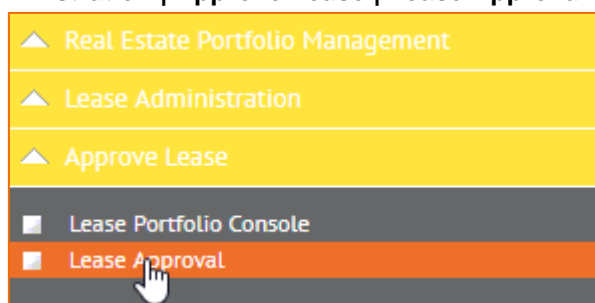 Real Estate Portfolio Management
Lease Administration
Approve Lease
Lease Portfolio Console
Lease Approval